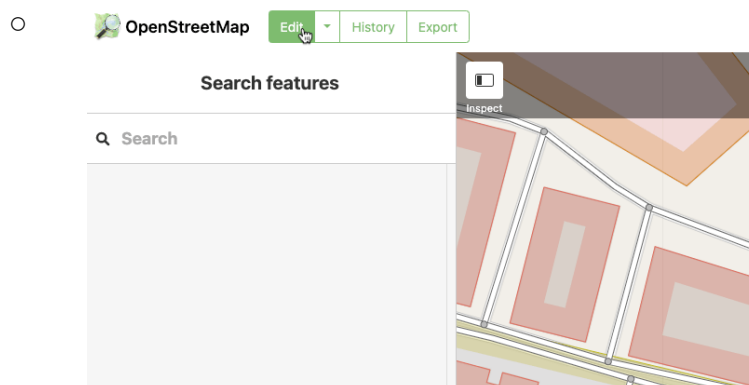 OpenStreetMap
Edit
History
Export
Search features
Search
Inspect